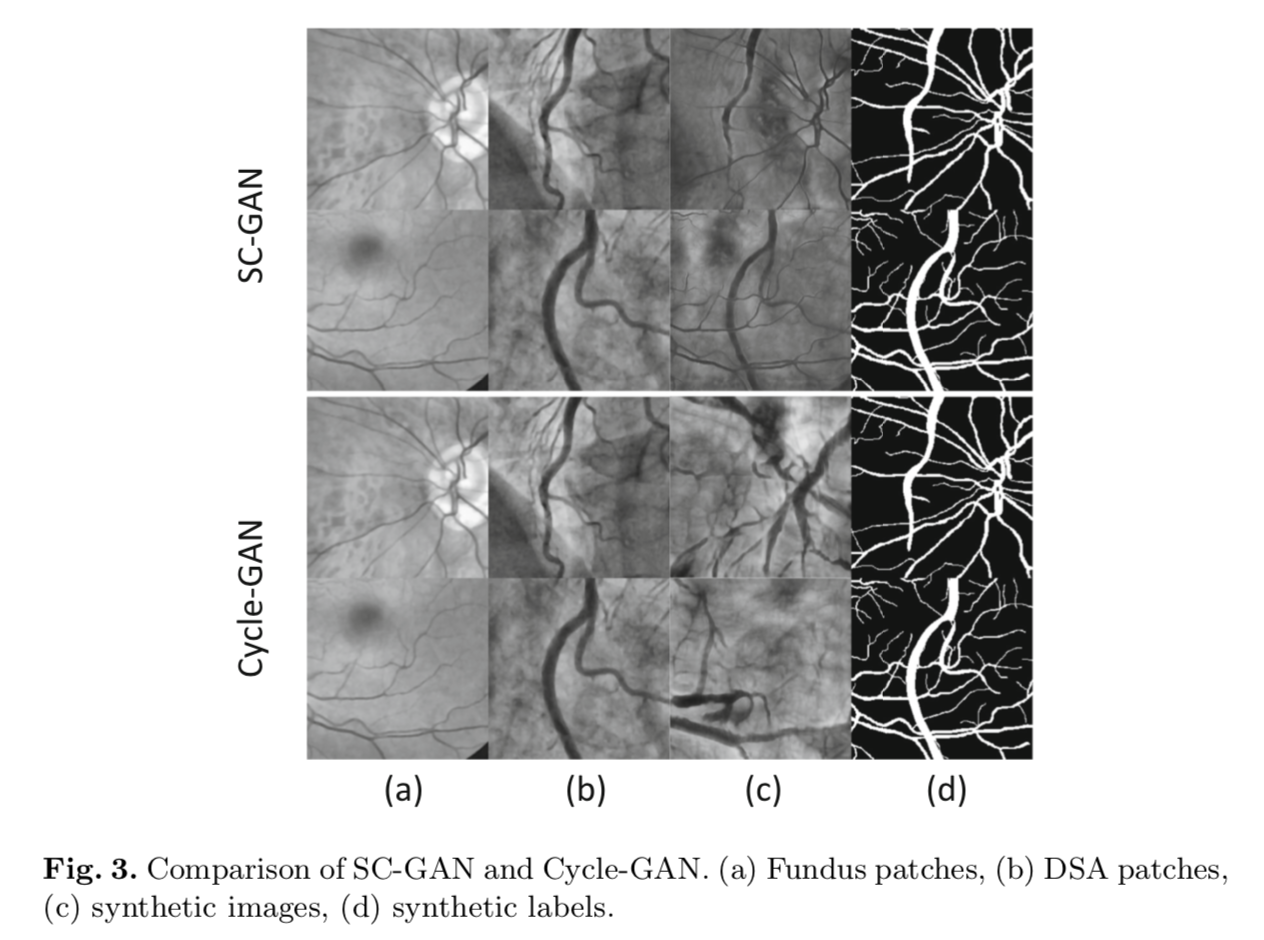 SC-GAN
Cycle-GAN
(a) (b) (c) (d)
Fig. 3. Comparison of SC-GAN and Cycle-GAN. (a) Fundus patches, (b) DSA patches,
(c) synthetic images, (d) synthetic labels.